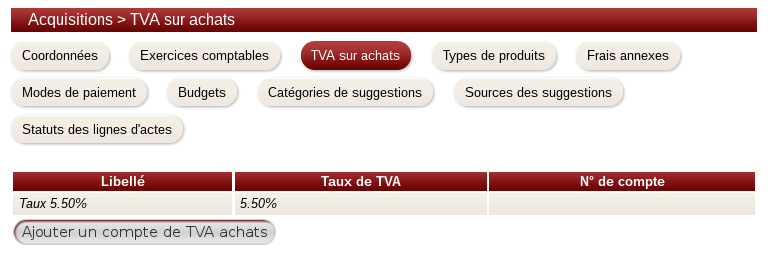 Acquisitions > TVA sur achats
Coordonnées Exercices comptables TVA sur achats Types de produits Frais annexes
Modes de paiement Budgets Catégories de suggestions Sources des suggestions
Statuts des lignes d'actes
Libellé Taux de TVA N° de compte
Taux 5.50% 5.50%
Ajouter un compte de TVA achats